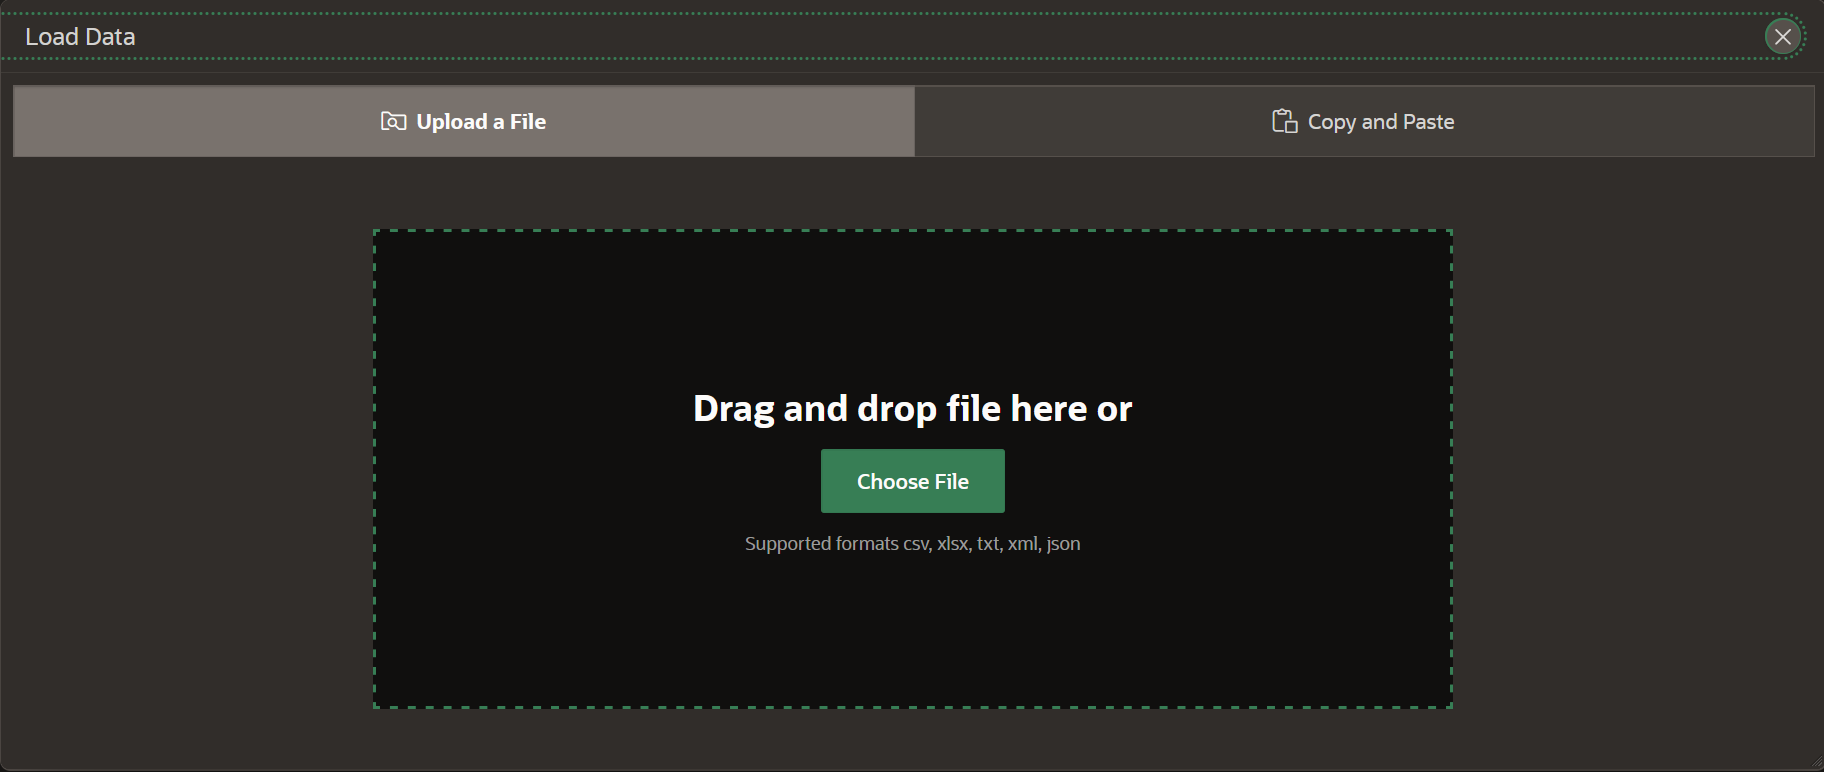 Load Data
Upload a File
Copy and Paste
Drag and drop file here or
Choose File
Supported formats csv, xlsx, txt, xml, json